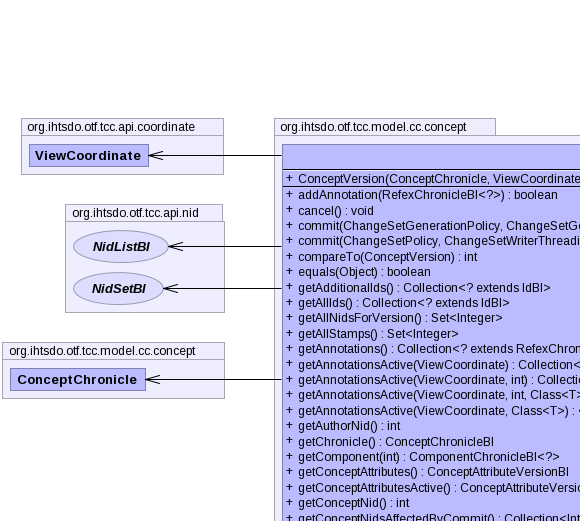 org.ihtsdo.otf.tcc.api.coordinate
ViewCoordinate
org.ihtsdo.otf.tcc.api.nid
NidListBI
NidSetBI
org.ihtsdo.otf.tcc.model.cc.concept
ConceptChronicle
org.ihtsdo.otf.tcc.model.cc.concept
+ ConceptVersion(ConceptChronicle, ViewCoordinate
+ addAnnotation(RefexChronicleBI<?>) : boolean
+ cancel() : void
+ commit(ChangeSetGenerationPolicy, ChangeSetGe
+ commit(ChangeSetPolicy, ChangeSetWriterThreadi
+ compareTo(ConceptVersion) : int
+ equals(Object) : boolean
+ getAdditionalIds() : Collection<? extends IdBI>
+ getAllIds() : Collection<? extends IdBI>
+ getAllNidsForVersion() : Set<Integer>
+ getAllStamps() : Set<Integer>
+ getAnnotations() : Collection<? extends RefexChron
+ getAnnotationsActive(ViewCoordinate) : Collection<
+ getAnnotationsActive(ViewCoordinate, int) : Collecti
+ getAnnotationsActive(ViewCoordinate, int, Class<T>
+ getAnnotationsActive(ViewCoordinate, Class<T>) : <
+ getAuthorNid() : int
+ getChronicle() : ConceptChronicleBI
+ getComponent(int) : ComponentChronicleBI<?>
+ getConceptAttributes() : ConceptAttributeVersionBI
+ getConceptAttributesActive() : ConceptAttributeVersi
+ getConceptNid() : int
+ getConceptNidsAffectedByCommit() : Collection<Int